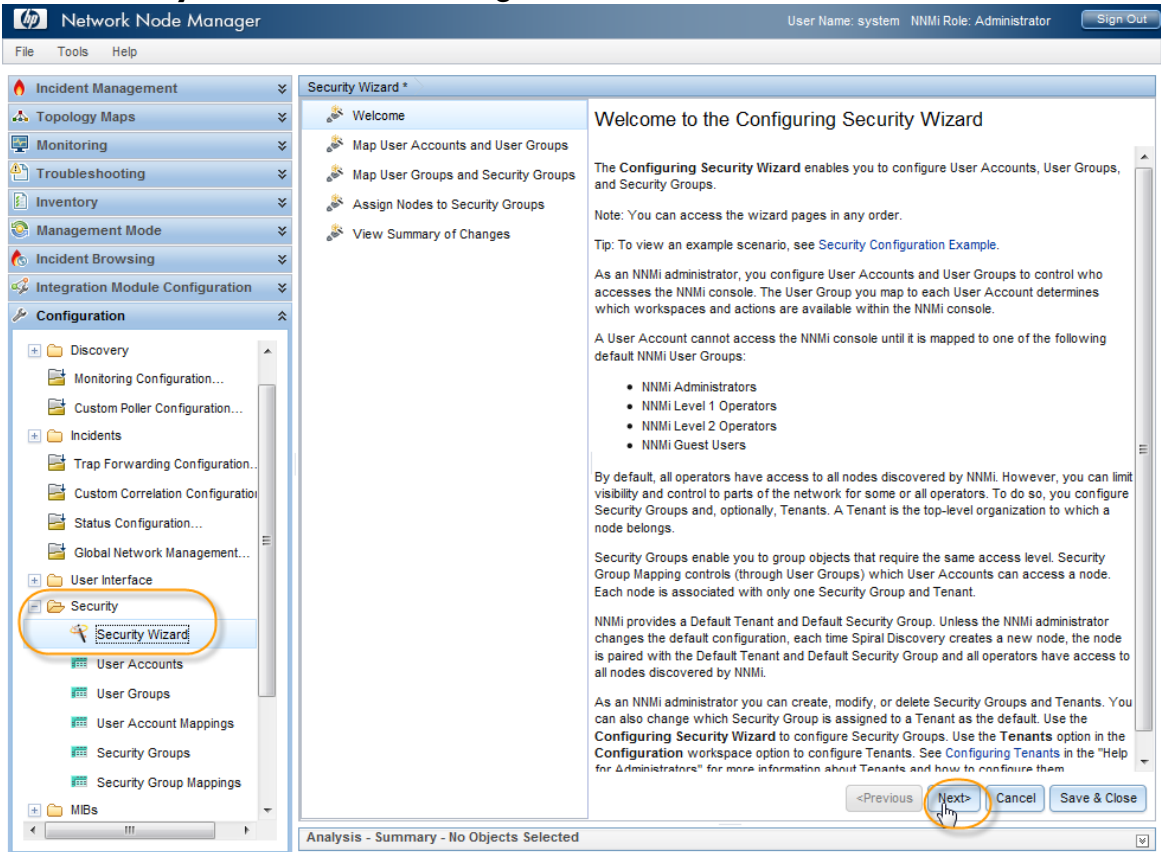 hp Network Node Manager
User Name: system NNMi Role: Administrator Sign Out
File Tools Help
Incident Management
Topology Maps
Monitoring
Troubleshooting
Inventory
Management Mode
Incident Browsing
Integration Module Configuration
Configuration
Discovery
Monitoring Configuration...
Custom Poller Configuration...
Incidents
Trap Forwarding Configuration..
Custom Correlation Configuration
Status Configuration...
Global Network Management...
User Interface
Security
Security Wizard
User Accounts
User Groups
User Account Mappings
Security Groups
Security Group Mappings
MIBs
Security Wizard *
Welcome
Map User Accounts and User Groups
Map User Groups and Security Groups
Assign Nodes to Security Groups
View Summary of Changes
Welcome to the Configuring Security Wizard
The Configuring Security Wizard enables you to configure User Accounts, User Groups,
and Security Groups.
Note: You can access the wizard pages in any order.
Tip: To view an example scenario, see Security Configuration Example.
As an NNMi administrator, you configure User Accounts and User Groups to control who
accesses the NNMi console. The User Group you map to each User Account determines
which workspaces and actions are available within the NNMi console.
A User Account cannot access the NNMi console until it is mapped to one of the following
default NNMi User Groups:
• NNMi Administrators
• NNMi Level 1 Operators
• NNMi Level 2 Operators
• NNMi Guest Users
By default, all operators have access to all nodes discovered by NNMi. However, you can limit
visibility and control to parts of the network for some or all operators. To do so, you configure
Security Groups and, optionally, Tenants. A Tenant is the top-level organization to which a
node belongs.
Security Groups enable you to group objects that require the same access level. Security
Group Mapping controls (through User Groups) which User Accounts can access a node.
Each node is associated with only one Security Group and Tenant.
NNMi provides a Default Tenant and Default Security Group. Unless the NNMi administrator
changes the default configuration, each time Spiral Discovery creates a new node, the node
is paired with the Default Tenant and Default Security Group and all operators have access to
all nodes discovered by NNMi.
As an NNMi administrator you can create, modify, or delete Security Groups and Tenants. You
can also change which Security Group is assigned to a Tenant as the default. Use the
Configuring Security Wizard to configure Security Groups. Use the Tenants option in the
Configuration workspace option to configure Tenants. See Configuring Tenants in the "Help
for Administrators" for more information about Tenants and how to configure them
<Previous Next> Cancel Save & Close
Analysis - Summary - No Objects Selected